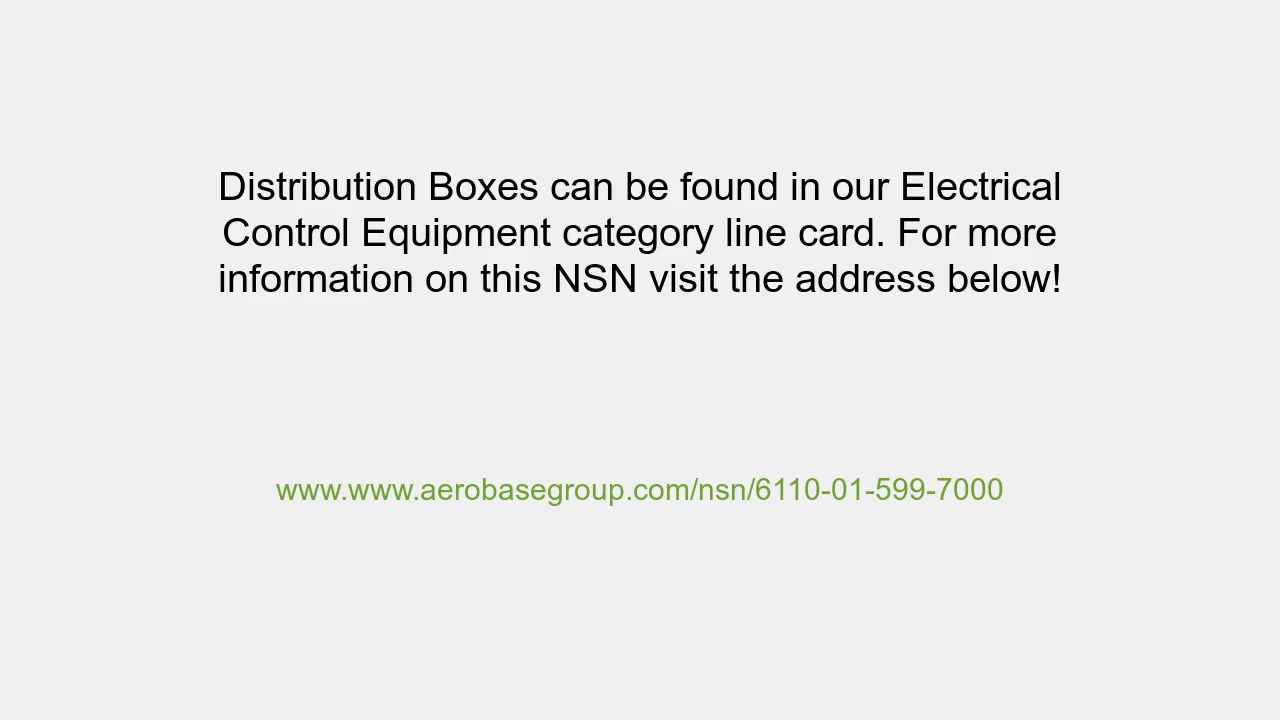 Distribution Boxes can be found in our Electrical
Control Equipment category line card. For more
information on this NSN visit the address below!
www.www.aerobasegroup.com/nsn/6110-01-599-7000